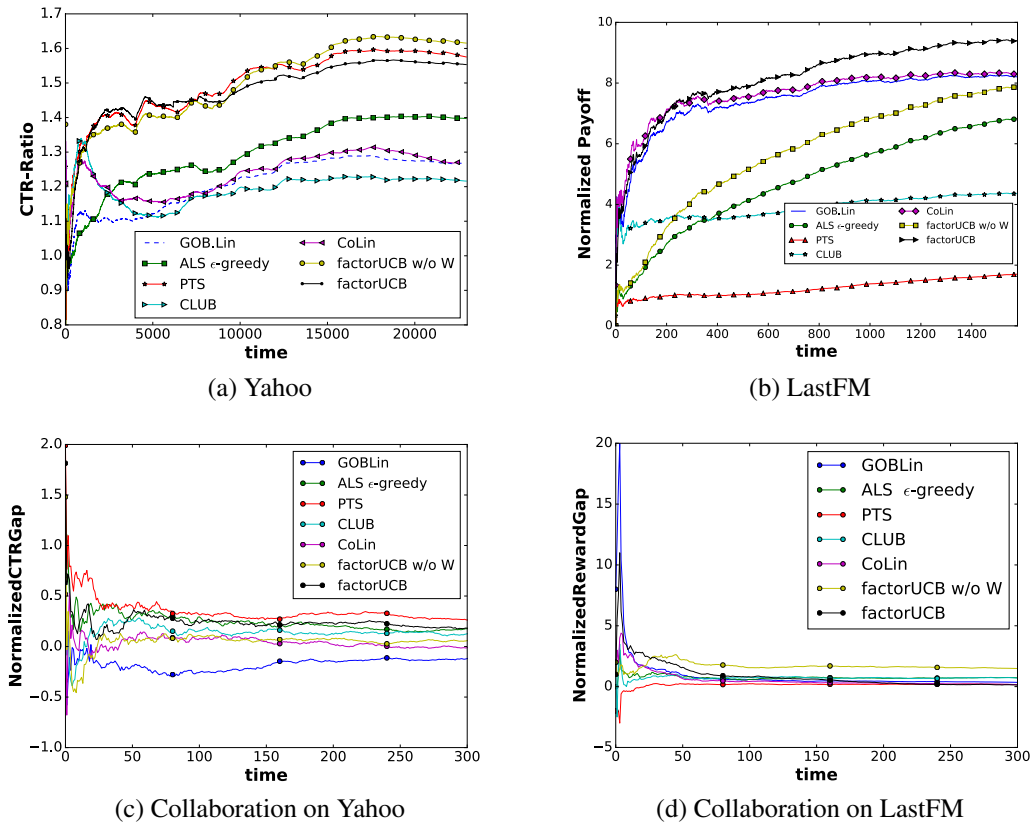 CTR-Ratio
1.7
1.6
1.5
1.4
1.3
1.2
1.1
1.0
0.9
0.8
GOB.Lin
ALS ϵ-greedy
PTS
CLUB
CoLin
factorUCB w/o W
factorUCB
0 5000 10000 15000 20000
time
(a) Yahoo
Normalized Payoff
10
8
6
4
2
0
GOB.Lin
ALS ϵ-greedy
PTS
CLUB
CoLin
factorUCB w/o W
factorUCB
0 200 400 600 800 1000 1200 1400
time
(b) LastFM
NormalizedCTRGap
2.0
1.5
1.0
0.5
0.0
−0.5
−1.0
GOBLin
ALS ϵ-greedy
PTS
CLUB
CoLin
factorUCB w/o W
factorUCB
0 50 100 150 200 250 300
time
(c) Collaboration on Yahoo
NormalizedRewardGap
20
15
10
5
0
−5
GOBLin
ALS ϵ-greedy
PTS
CLUB
CoLin
factorUCB w/o W
factorUCB
0 50 100 150 200 250 300
time
(d) Collaboration on LastFM